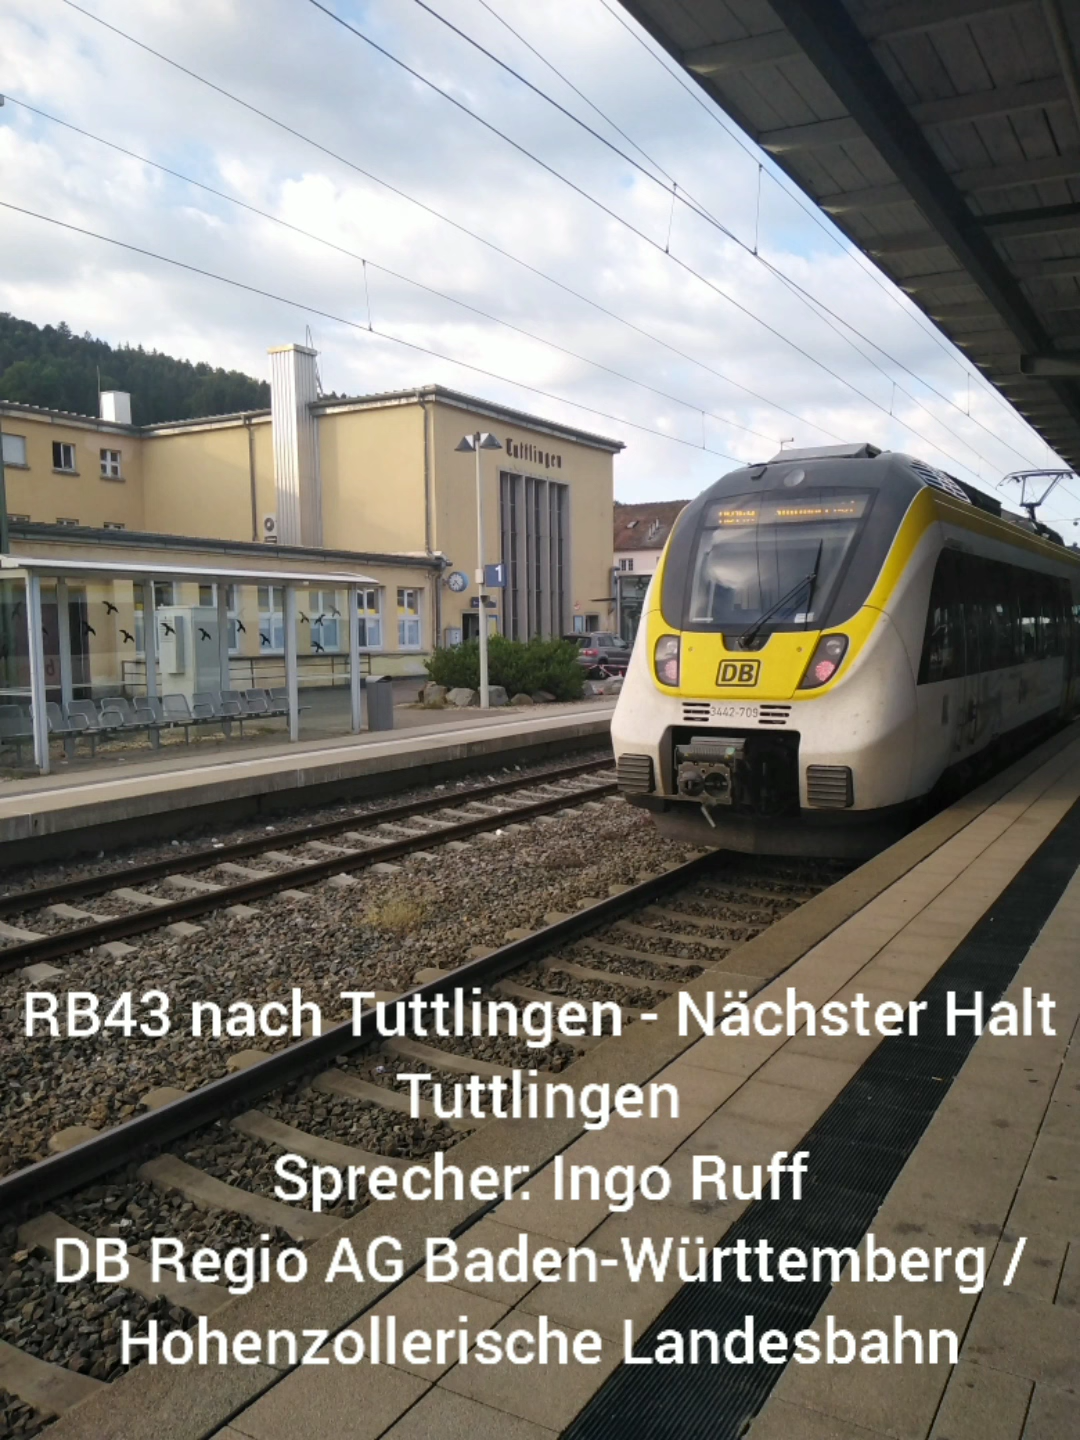 Tuttlingen
1
DB
3442-709
RB43 nach Tuttlingen - Nächster Halt
Tuttlingen
Sprecher: Ingo Ruff
DB Regio AG Baden-Württemberg /
Hohenzollerische Landesbahn